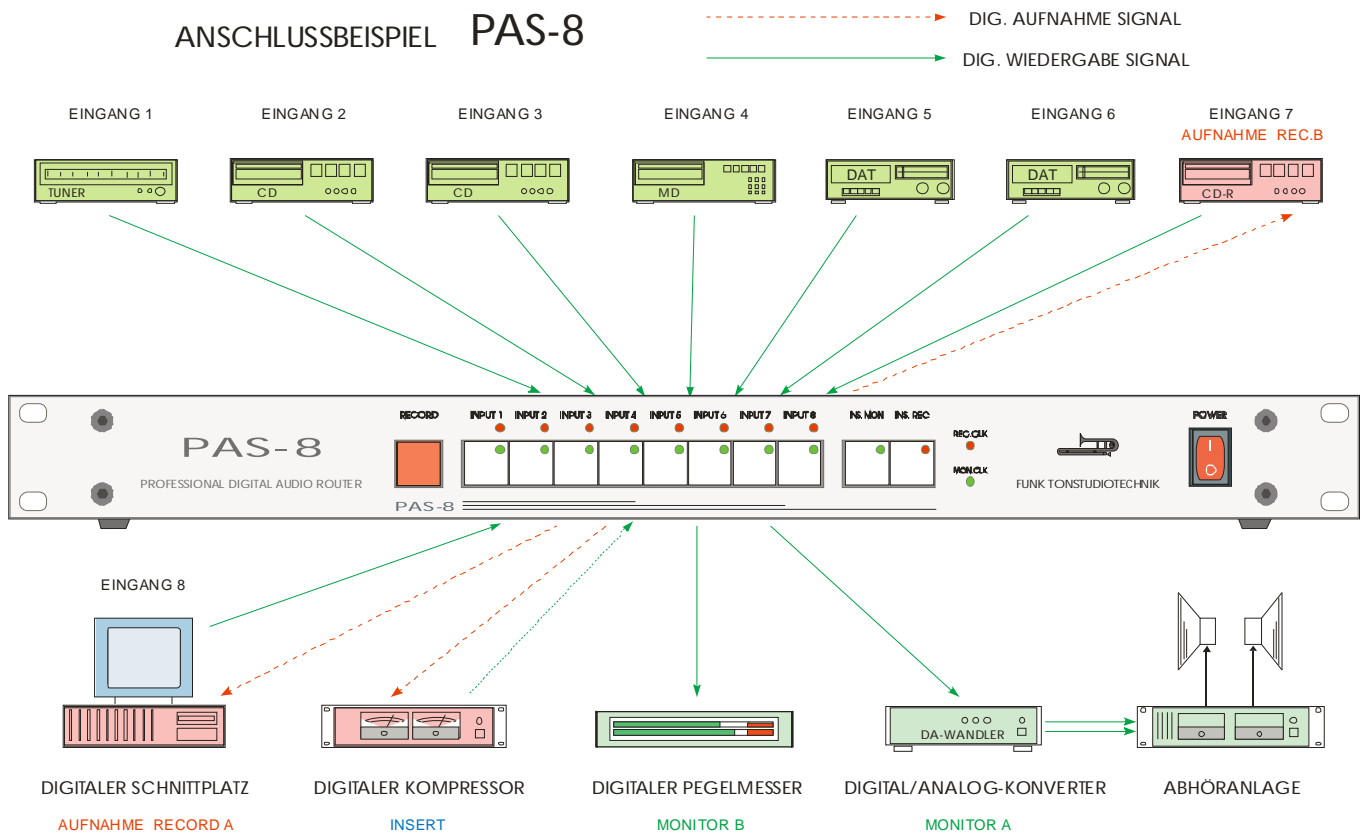 ANSCHLUSSBEISPIEL PAS-8
DIG. AUFNAHME SIGNAL
DIG. WIEDERGABE SIGNAL
EINGANG 1
EINGANG 2
EINGANG 3
EINGANG 4
EINGANG 5
EINGANG 6
EINGANG 7
AUFNAHME REC.B
TUNER
CD
CD
MD
DAT
DAT
CD-R
RECORD
INPUT 1
INPUT 2
INPUT 3
INPUT 4
INPUT 5
INPUT 6
INPUT 7
INPUT 8
INS. MON
INS. REC
REC.CLK
MON.CLK
POWER
PAS-8
PROFESSIONAL DIGITAL AUDIO ROUTER
PAS-8
FUNK TONSTUDIOTECHNIK
EINGANG 8
DA-WANDLER
DIGITALER SCHNITTPLATZ
DIGITALER KOMPRESSOR
DIGITALER PEGELMESSER
DIGITAL/ANALOG-KONVERTER
ABHÖRANLAGE
AUFNAHME RECORD A
INSERT
MONITOR B
MONITOR A